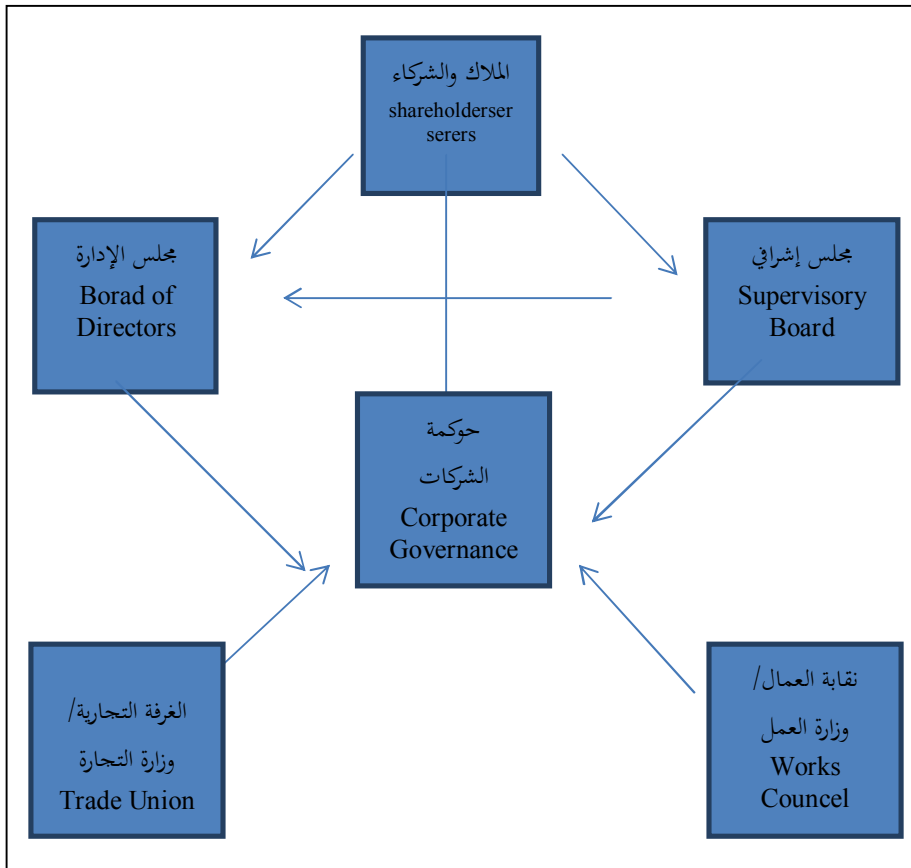 الملاك والشركاء
shareholderser
serers
مجلس الإدارة
Borad of
Directors
مجلس إشرافي
Supervisory
Board
حوكمة
الشركات
Corporate
Governance
الغرفة التجارية/
وزارة التجارة
Trade Union
نقابة العمال/
وزارة العمل
Works
Councel